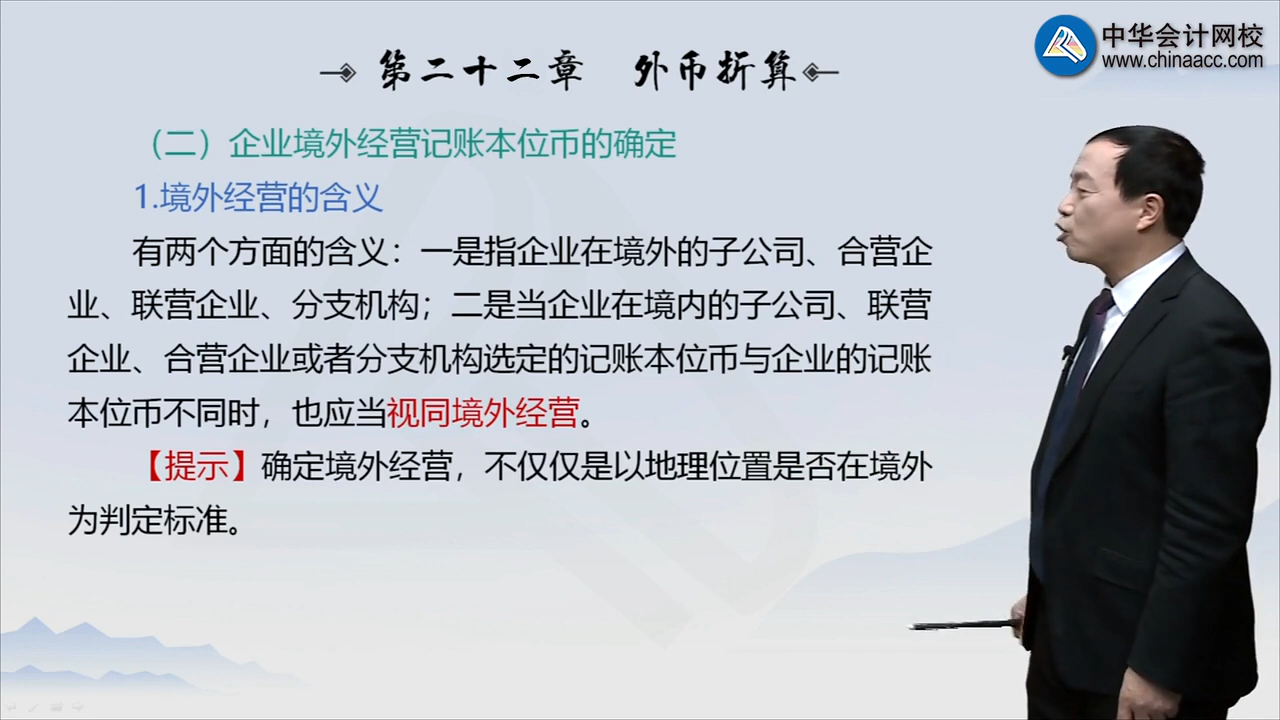 第二十二章 外币折算
中华会计网校
www.chinaacc.com
（二）企业境外经营记账本位币的确定
1.境外经营的含义
有两个方面的含义：一是指企业在境外的子公司、合营企
业、联营企业、分支机构；二是当企业在境内的子公司、联营
企业、合营企业或者分支机构选定的记账本位币与企业的记账
本位币不同时，也应当视同境外经营。
【提示】确定境外经营，不仅仅是以地理位置是否在境外
为判定标准。